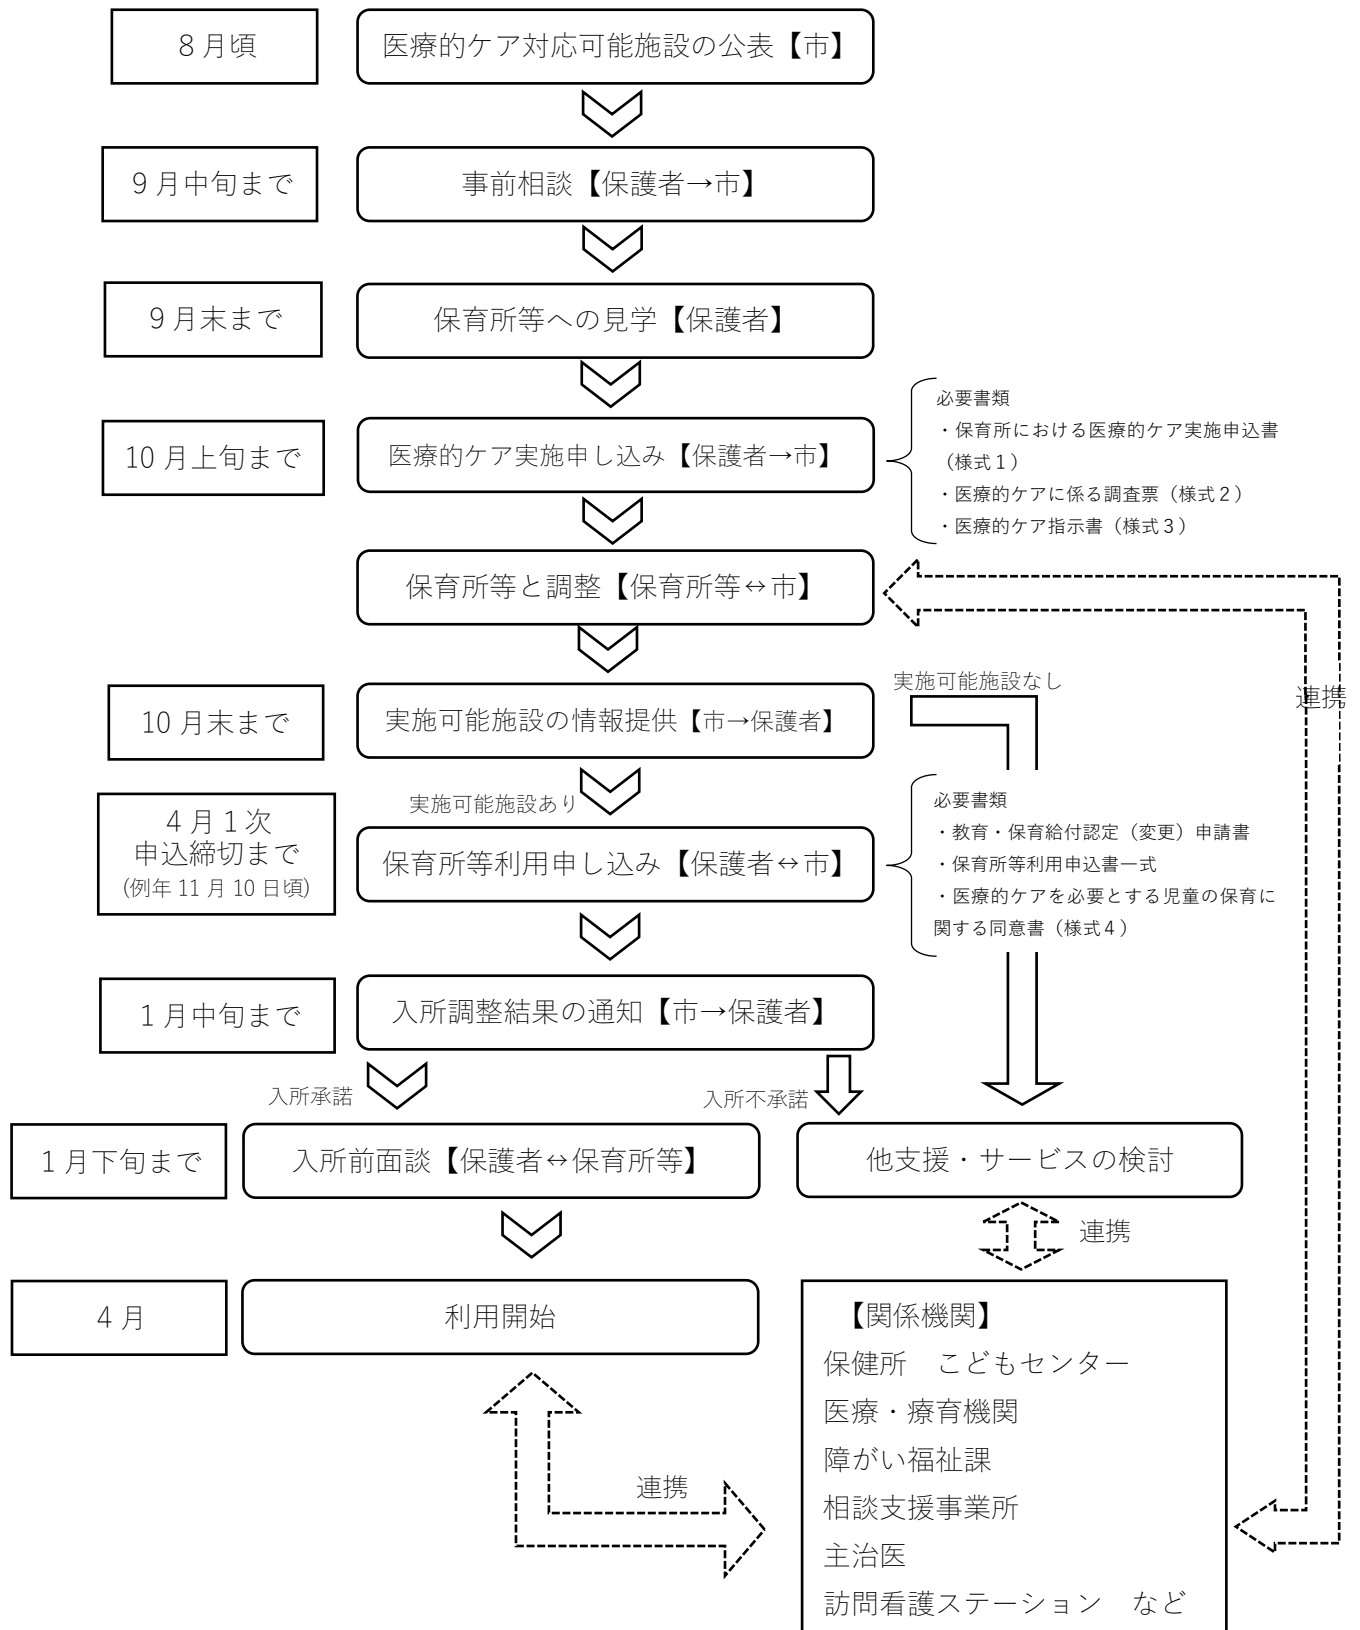 ８月頃
医療的ケア対応可能施設の公表【市】
９月中旬まで
事前相談【保護者→市】
９月末まで
保育所等への見学【保護者】
10月上旬まで
医療的ケア実施申し込み【保護者→市】
必要書類
・保育所における医療的ケア実施申込書
（様式１）
・医療的ケアに係る調査票（様式２）
・医療的ケア指示書（様式３）
保育所等と調整【保育所等↔市】
連携
10月末まで
実施可能施設の情報提供【市→保護者】
実施可能施設なし
実施可能施設あり
４月１次
申込締切まで
(例年 11 月 10 日頃)
保育所等利用申し込み【保護者↔市】
必要書類
・教育・保育給付認定（変更）申請書
・保育所等利用申込書一式
・医療的ケアを必要とする児童の保育に
関する同意書（様式４）
１月中旬まで
入所調整結果の通知【市→保護者】
入所承諾
入所不承諾
１月下旬まで
入所前面談【保護者↔保育所等】
他支援・サービスの検討
連携
４月
利用開始
連携
【関係機関】
保健所　こどもセンター
医療・療育機関
障がい福祉課
相談支援事業所
主治医
訪問看護ステーション　など